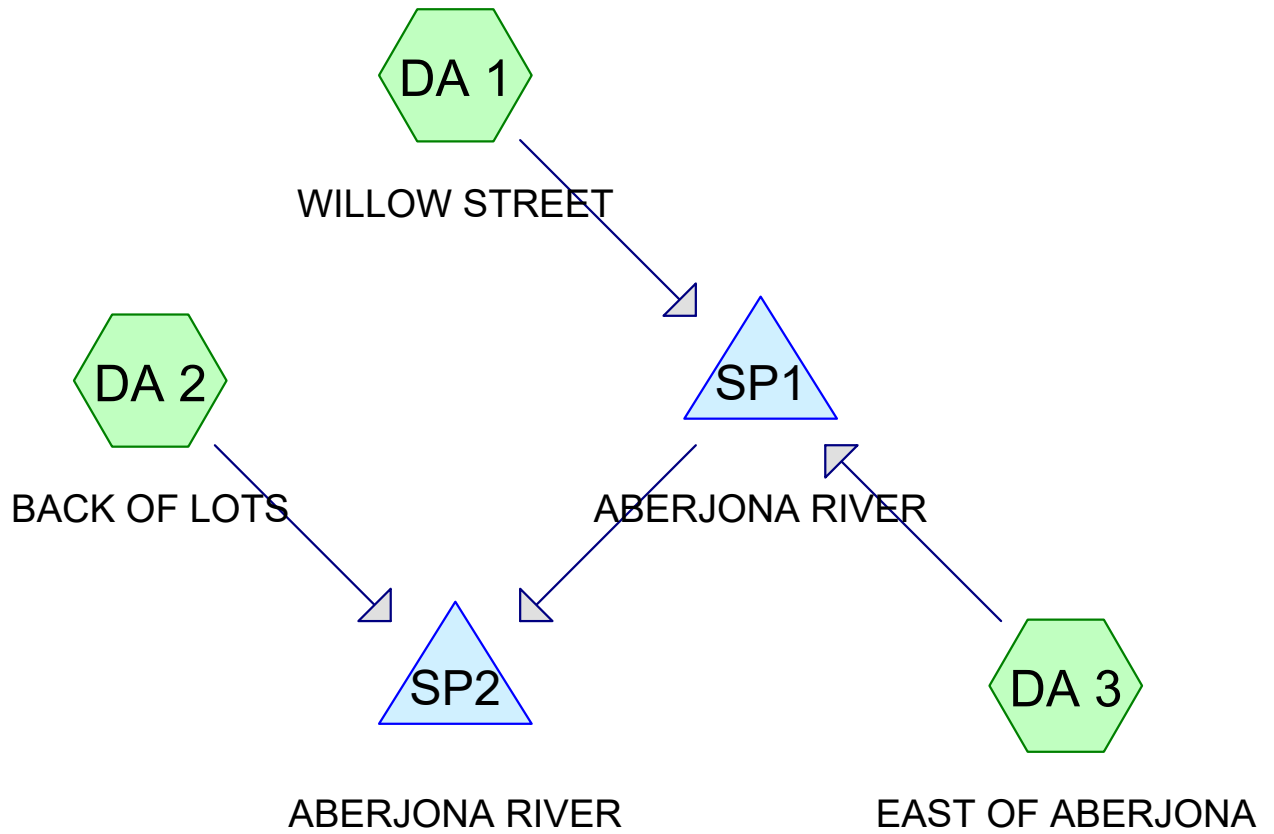 DA 1
WILLOW STREET
DA 2
SP1
BACK OF LOTS
ABERJONA RIVER
SP2
DA 3
ABERJONA RIVER
EAST OF ABERJONA